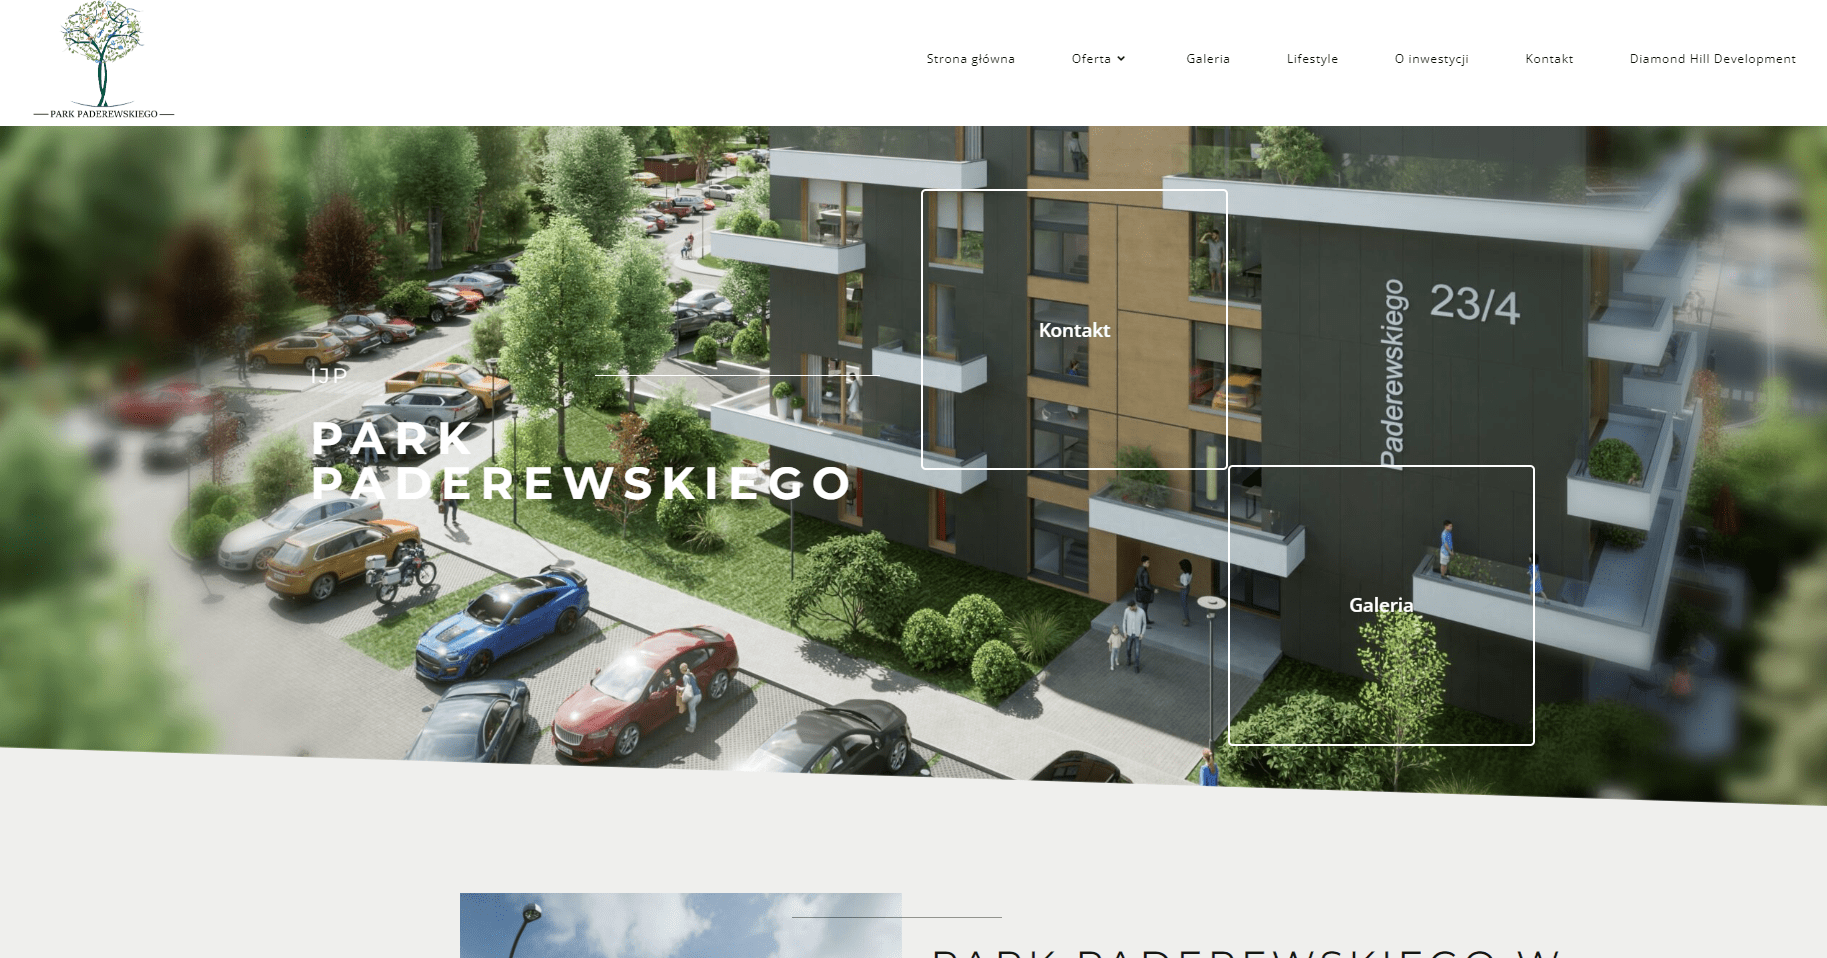 PARK PADEREWSKIEGO
Strona główna
Oferta
Galeria
Lifestyle
O inwestycji
Kontakt
Diamond Hill Development
Paderewskiego
23/4
Kontakt
IJP
PARK
PADEREWSKIEGO
Galeria
PARK PADEREWSKIEGO W